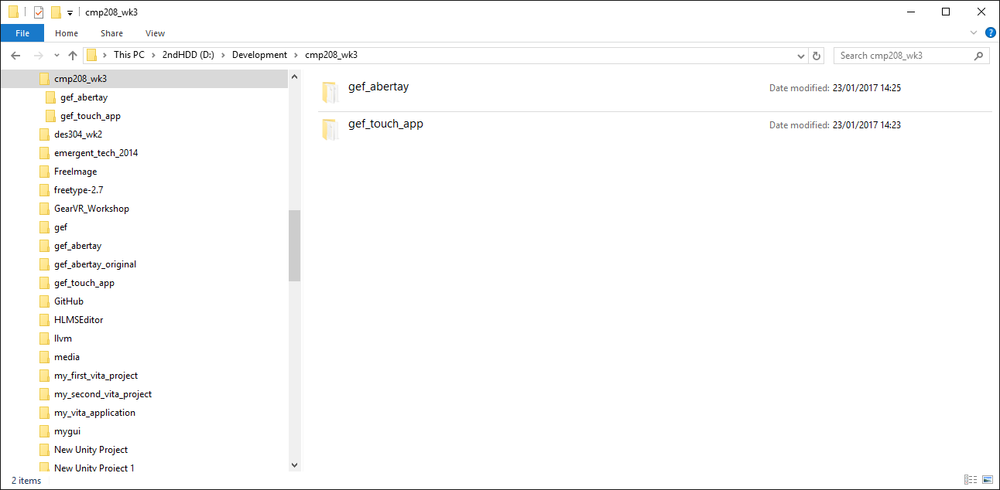 cmp208_wk3
File Home Share View
This PC > 2ndHDD (D:) > Development > cmp208_wk3
Search cmp208_wk3
cmp208_wk3
gef_abertay
gef_touch_app
des304_wk2
emergent_tech_2014
FreeImage
freetype-2.7
GearVR_Workshop
gef
gef_abertay
gef_abertay_original
gef_touch_app
GitHub
HLMSEditor
llvm
media
my_first_vita_project
my_second_vita_project
my_vita_application
mygui
New Unity Project
New Unity Project 1
gef_abertay Date modified: 23/01/2017 14:25
gef_touch_app Date modified: 23/01/2017 14:23
2 items